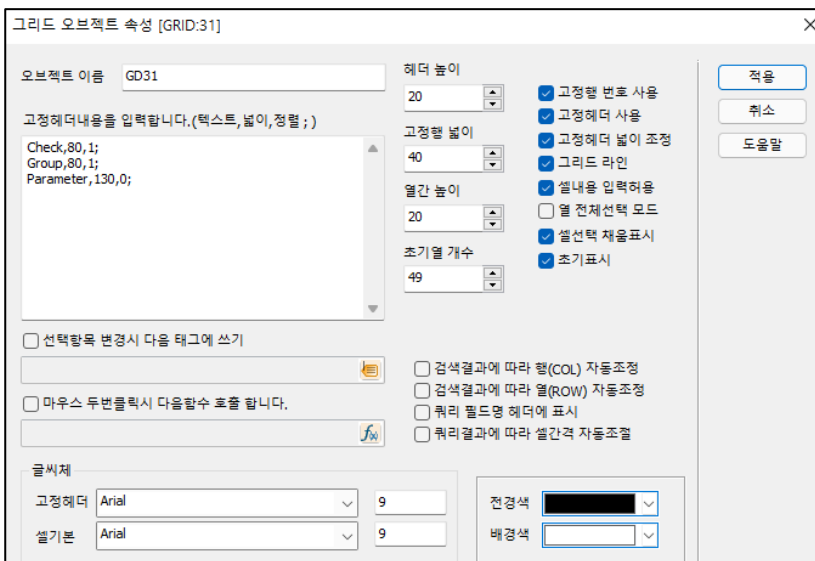 그리드 오브젝트 속성 [GRID:31]
오브젝트 이름
GD31
고정헤더내용을 입력합니다.(텍스트,넓이,정렬 ; )
Check,80,1;
Group,80,1;
Parameter,130,0;
선택항목 변경시 다음 태그에 쓰기
마우스 두번클릭시 다음함수 호출 합니다.
헤더 높이
20
고정행 넓이
40
열간 높이
20
초기열 개수
49
고정행 번호 사용
고정헤더 사용
고정헤더 넓이 조정
그리드 라인
셀내용 입력허용
열 전체선택 모드
셀선택 채움표시
초기표시
검색결과에 따라 행(COL) 자동조정
검색결과에 따라 열(ROW) 자동조정
쿼리 필드명 헤더에 표시
쿼리결과에 따라 셀간격 자동조절
적용
취소
도움말
글씨체
고정헤더 Arial 9
셀기본 Arial 9
전경색
배경색